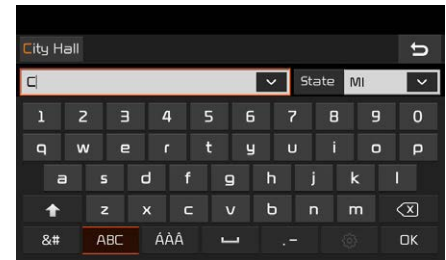 City Hall
C State MI
1 2 3 4 5 6 7 8 9 0
q w e r t y u i o p
a s d f g h j k l
z x c v b n m
&# ABC ÁÀÂ .- OK